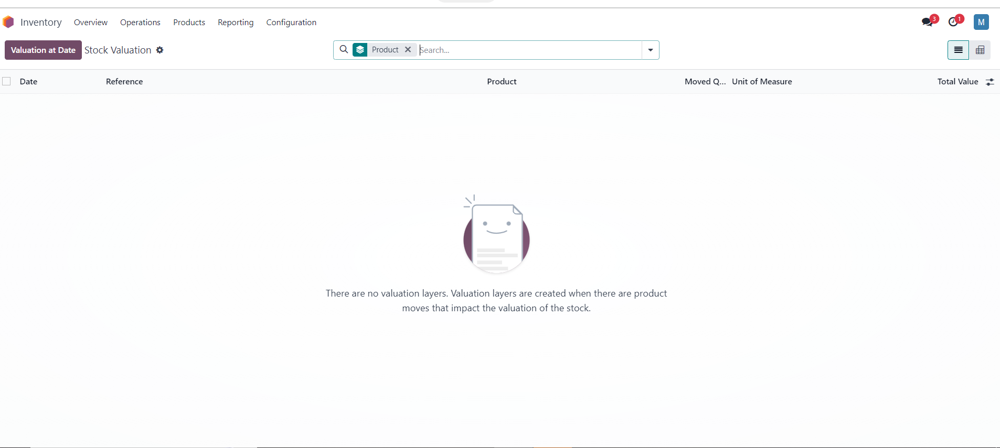 Inventory Overview Operations Products Reporting Configuration 3 1 M
Valuation at Date Stock Valuation Product Search...
Date Reference Product Moved Q... Unit of Measure Total Value
There are no valuation layers. Valuation layers are created when there are product
moves that impact the valuation of the stock.